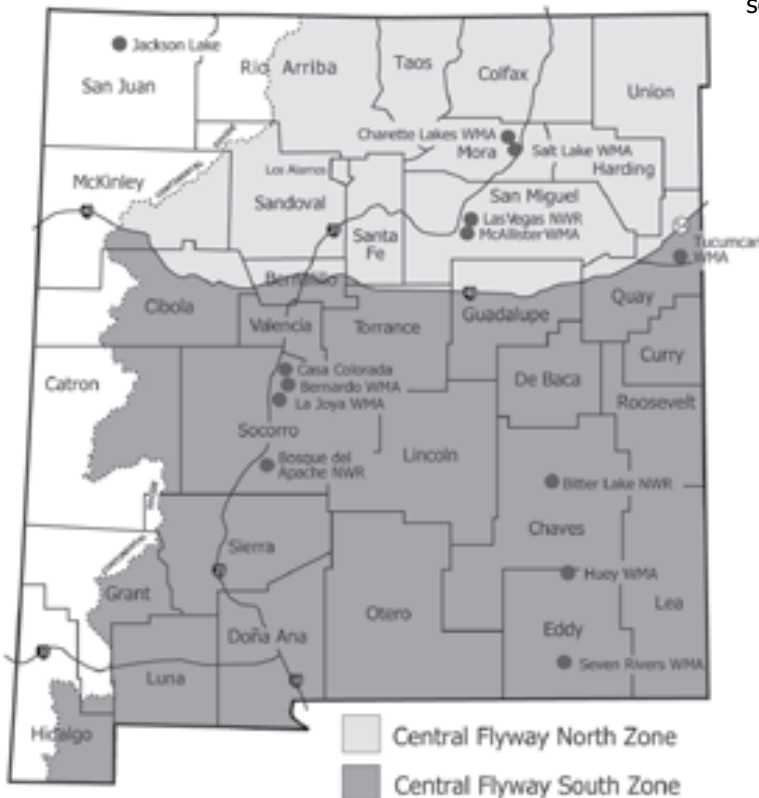 Jackson Lake
San Juan
Rio Arriba
Taos
Colfax
Union
Charette Lakes WMA
Mora
Salt Lake WMA
Harding
Los Alamos
McKinley
Sandoval
San Miguel
Las Vegas NWR
McAllister WMA
Santa
Fe
Tucumcari
WMA
Bernalillo
Cibola
Valencia
Torrance
Guadalupe
Quay
Curry
Catron
Casa Colorada
Bernardo WMA
La Joya WMA
De Baca
Roosevelt
Socorro
Bosque del
Apache NWR
Lincoln
Bitter Lake NWR
Chaves
Sierra
Grant
Huey WMA
Lea
Otero
Eddy
Doña Ana
Luna
Seven Rivers WMA
Hidalgo
Central Flyway North Zone
Central Flyway South Zone